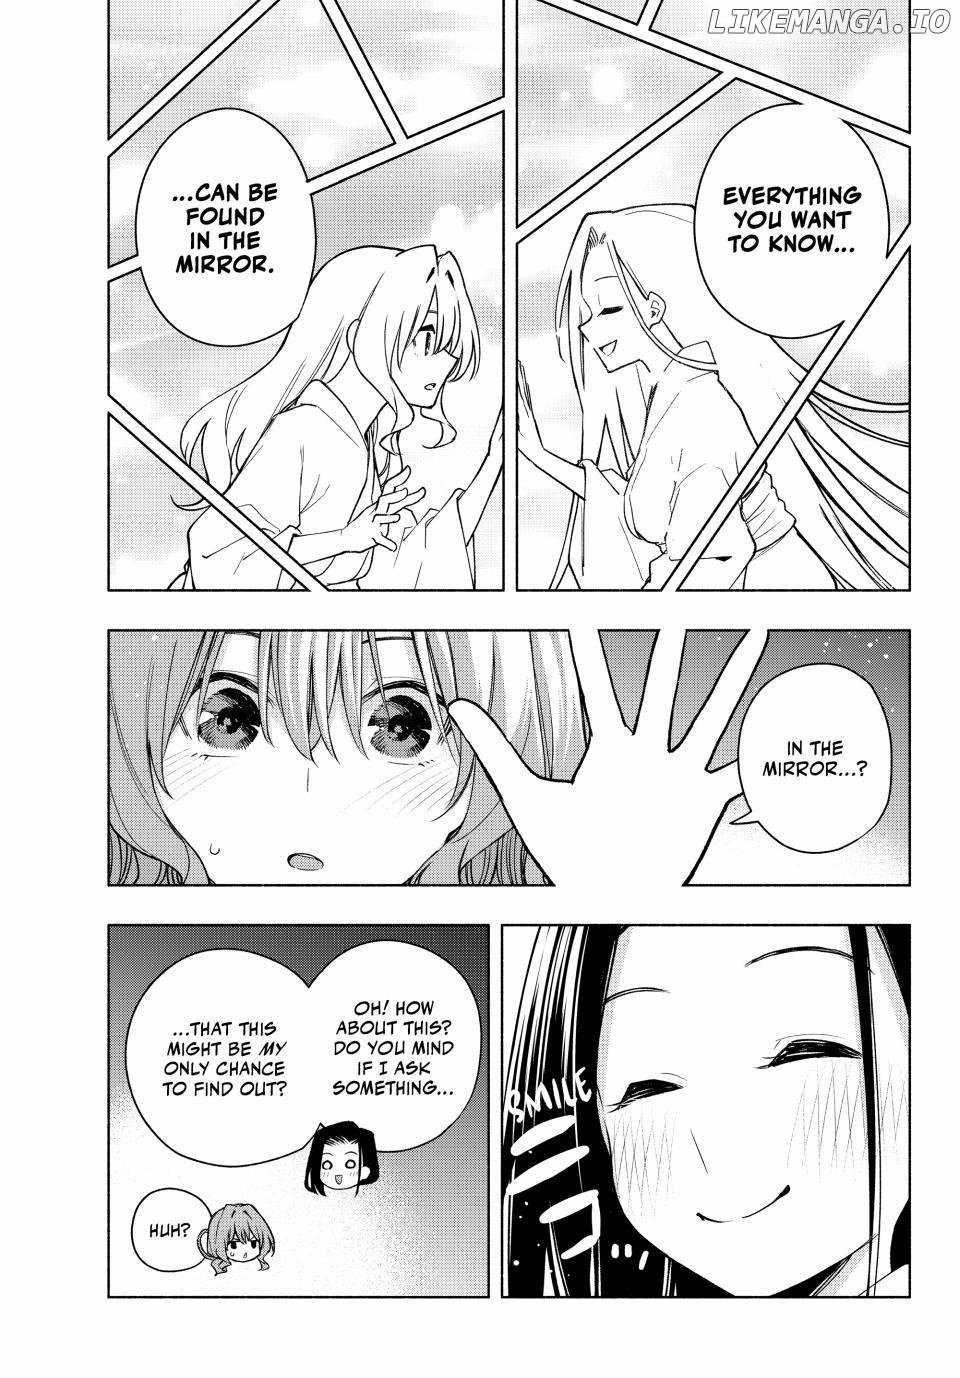 LIKEMANGA.IO
EVERYTHING
YOU WANT
TO KNOW...
...CAN BE
FOUND
IN THE
MIRROR.
IN THE
MIRROR...?
SMILE
ニコ
OH! HOW
ABOUT THIS?
DO YOU MIND
IF I ASK
SOMETHING...
...THAT THIS
MIGHT BE MY
ONLY CHANCE
TO FIND OUT?
HUH?